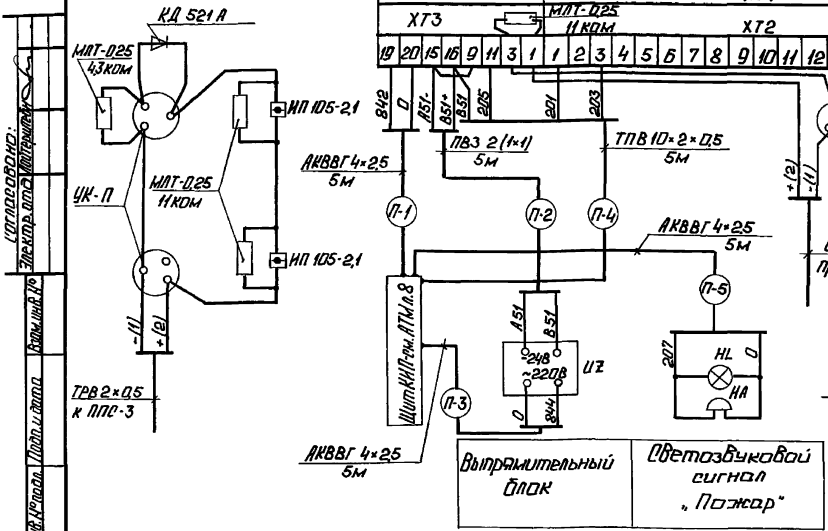 КД 521 А
МЛТ-0,25
43 КОМ
ИП 105-2,1
УК-П
МЛТ-0,25
11 КОМ
ИП 105-2,1
-(1)
+(2)
ТРВ 2×0,5
к ППС-3
Согласовано:
Электр. отд.
Взам.инв.№
Подп. и дата
ХТ3
МЛТ-0,25
11 КОМ
ХТ2
19 20 15 16 9 11 3 1 1 2 3 4 5 6 7 8 9 10 11 12
842
0
А51-
В51+
В51
205
201
203
ПВ3 2(1×1)
5м
ТПВ 10×2×0,5
5м
АКВВГ 4×2,5
5м
П-1
П-2
П-4
АКВВГ 4×2,5
5м
П-5
+(2)
-(1)
Щит КИП-см. АТМ л.8
А51
В51
=24В
~220В
UZ
0
844
П-3
АКВВГ 4×2,5
5м
207
0
HL
HA
Выпрямительный
блок
Светозвуковой
сигнал
„Пожар"